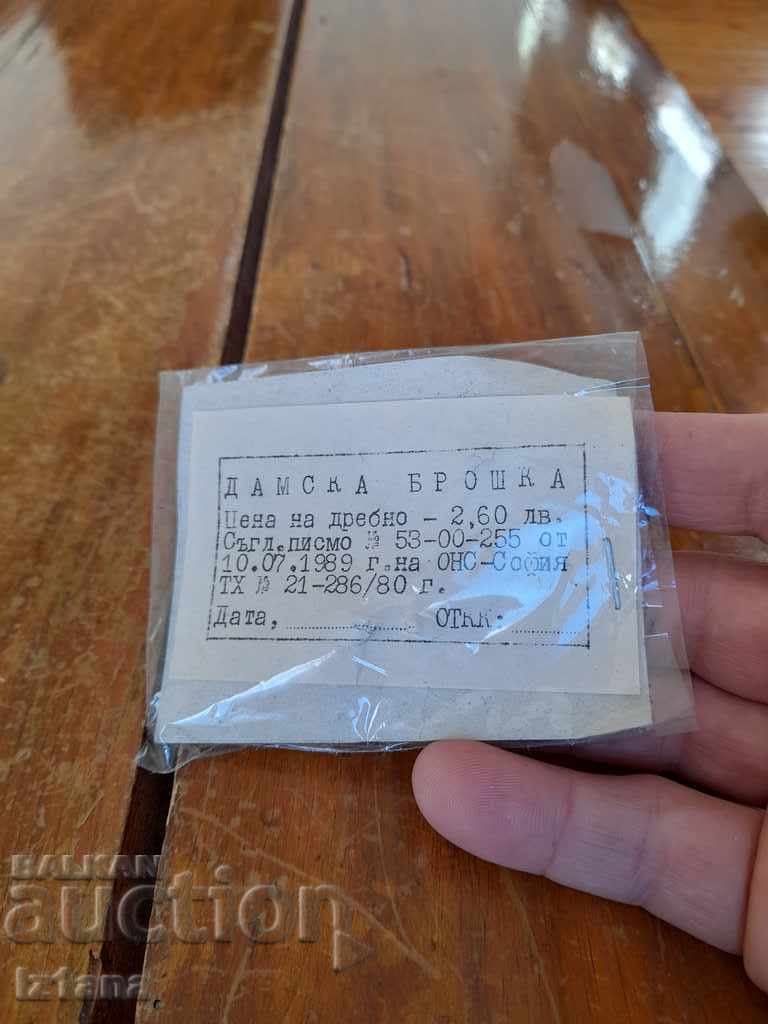 ДАМСКА БРОШКА
Цена на дребно – 2,60 лв.
Съгл.писмо № 53-00-255 от
10.07.1989 г.на ОНС-София
ТХ № 21-286/80 г.
Дата, ............... ОТКК: ..........
BALKAN
auction
Iz1ana